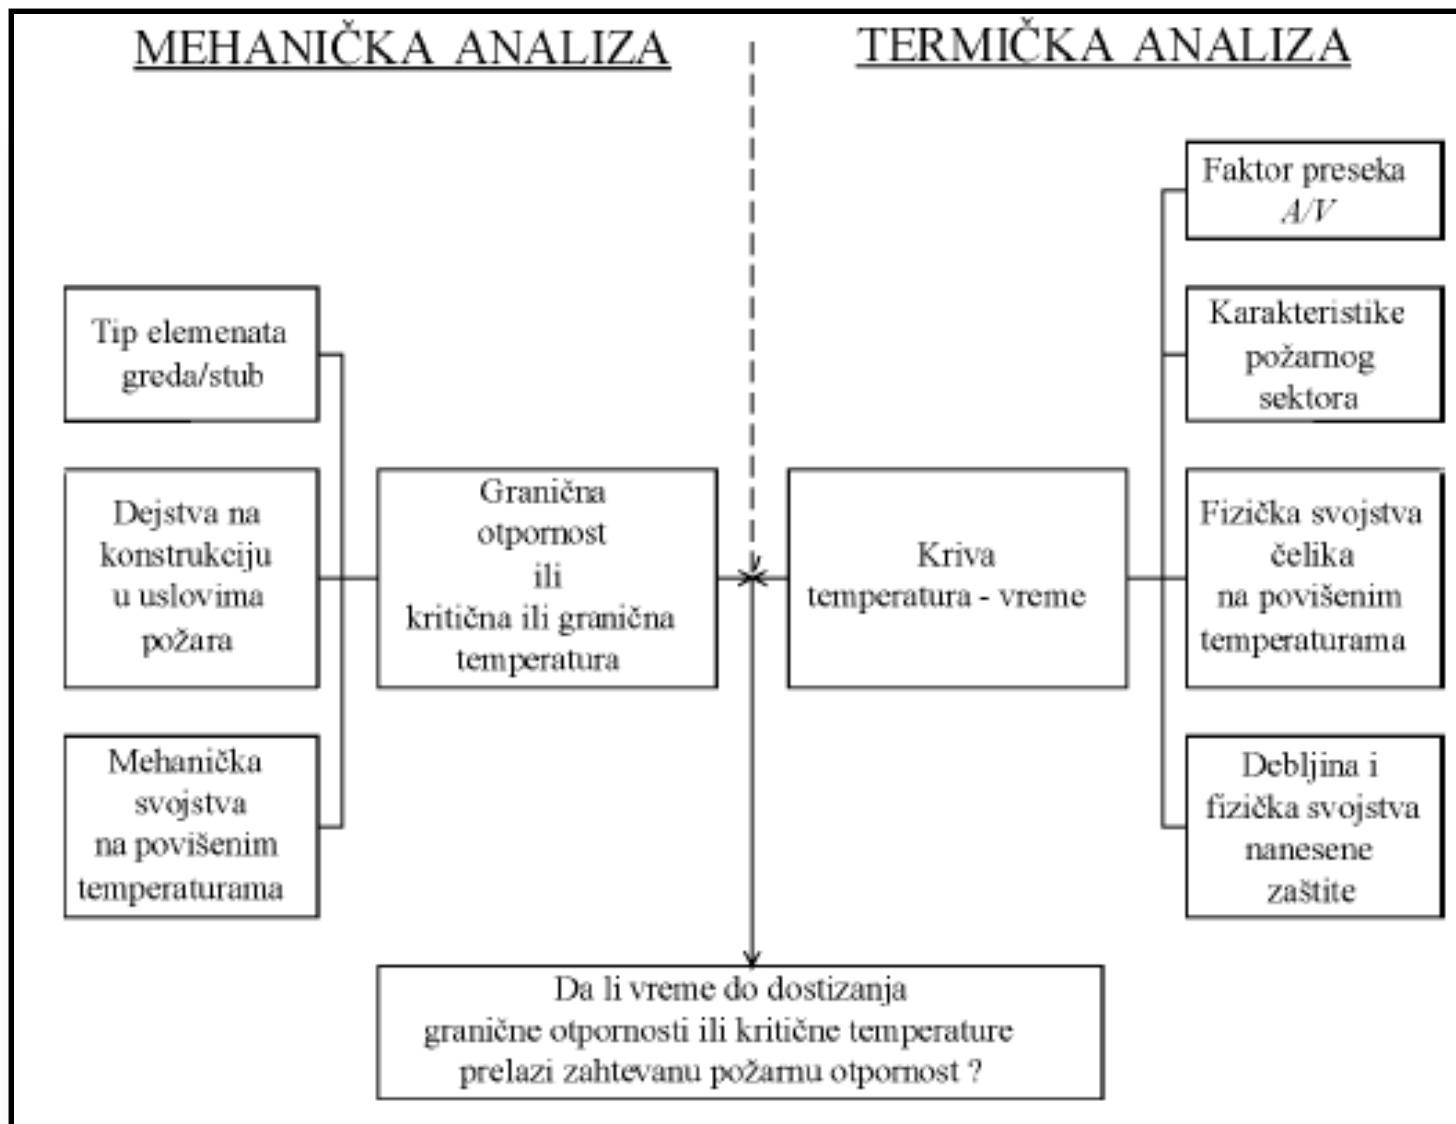 MEHANIČKA ANALIZA
TERMIČKA ANALIZA
Tip elemenata
greda/stub
Dejstva na
konstrukciju
u uslovima
požara
Mehanička
svojstva
na povišenim
temperaturama
Granična
otpornost
ili
kritična ili granična
temperatura
Kriva
temperatura - vreme
Faktor preseka
A/V
Karakteristike
požarnog
sektora
Fizička svojstva
čelika
na povišenim
temperaturama
Debljina i
fizička svojstva
nanesene
zaštite
Da li vreme do dostizanja
granične otpornosti ili kritične temperature
prelazi zahtevanu požarnu otpornost ?